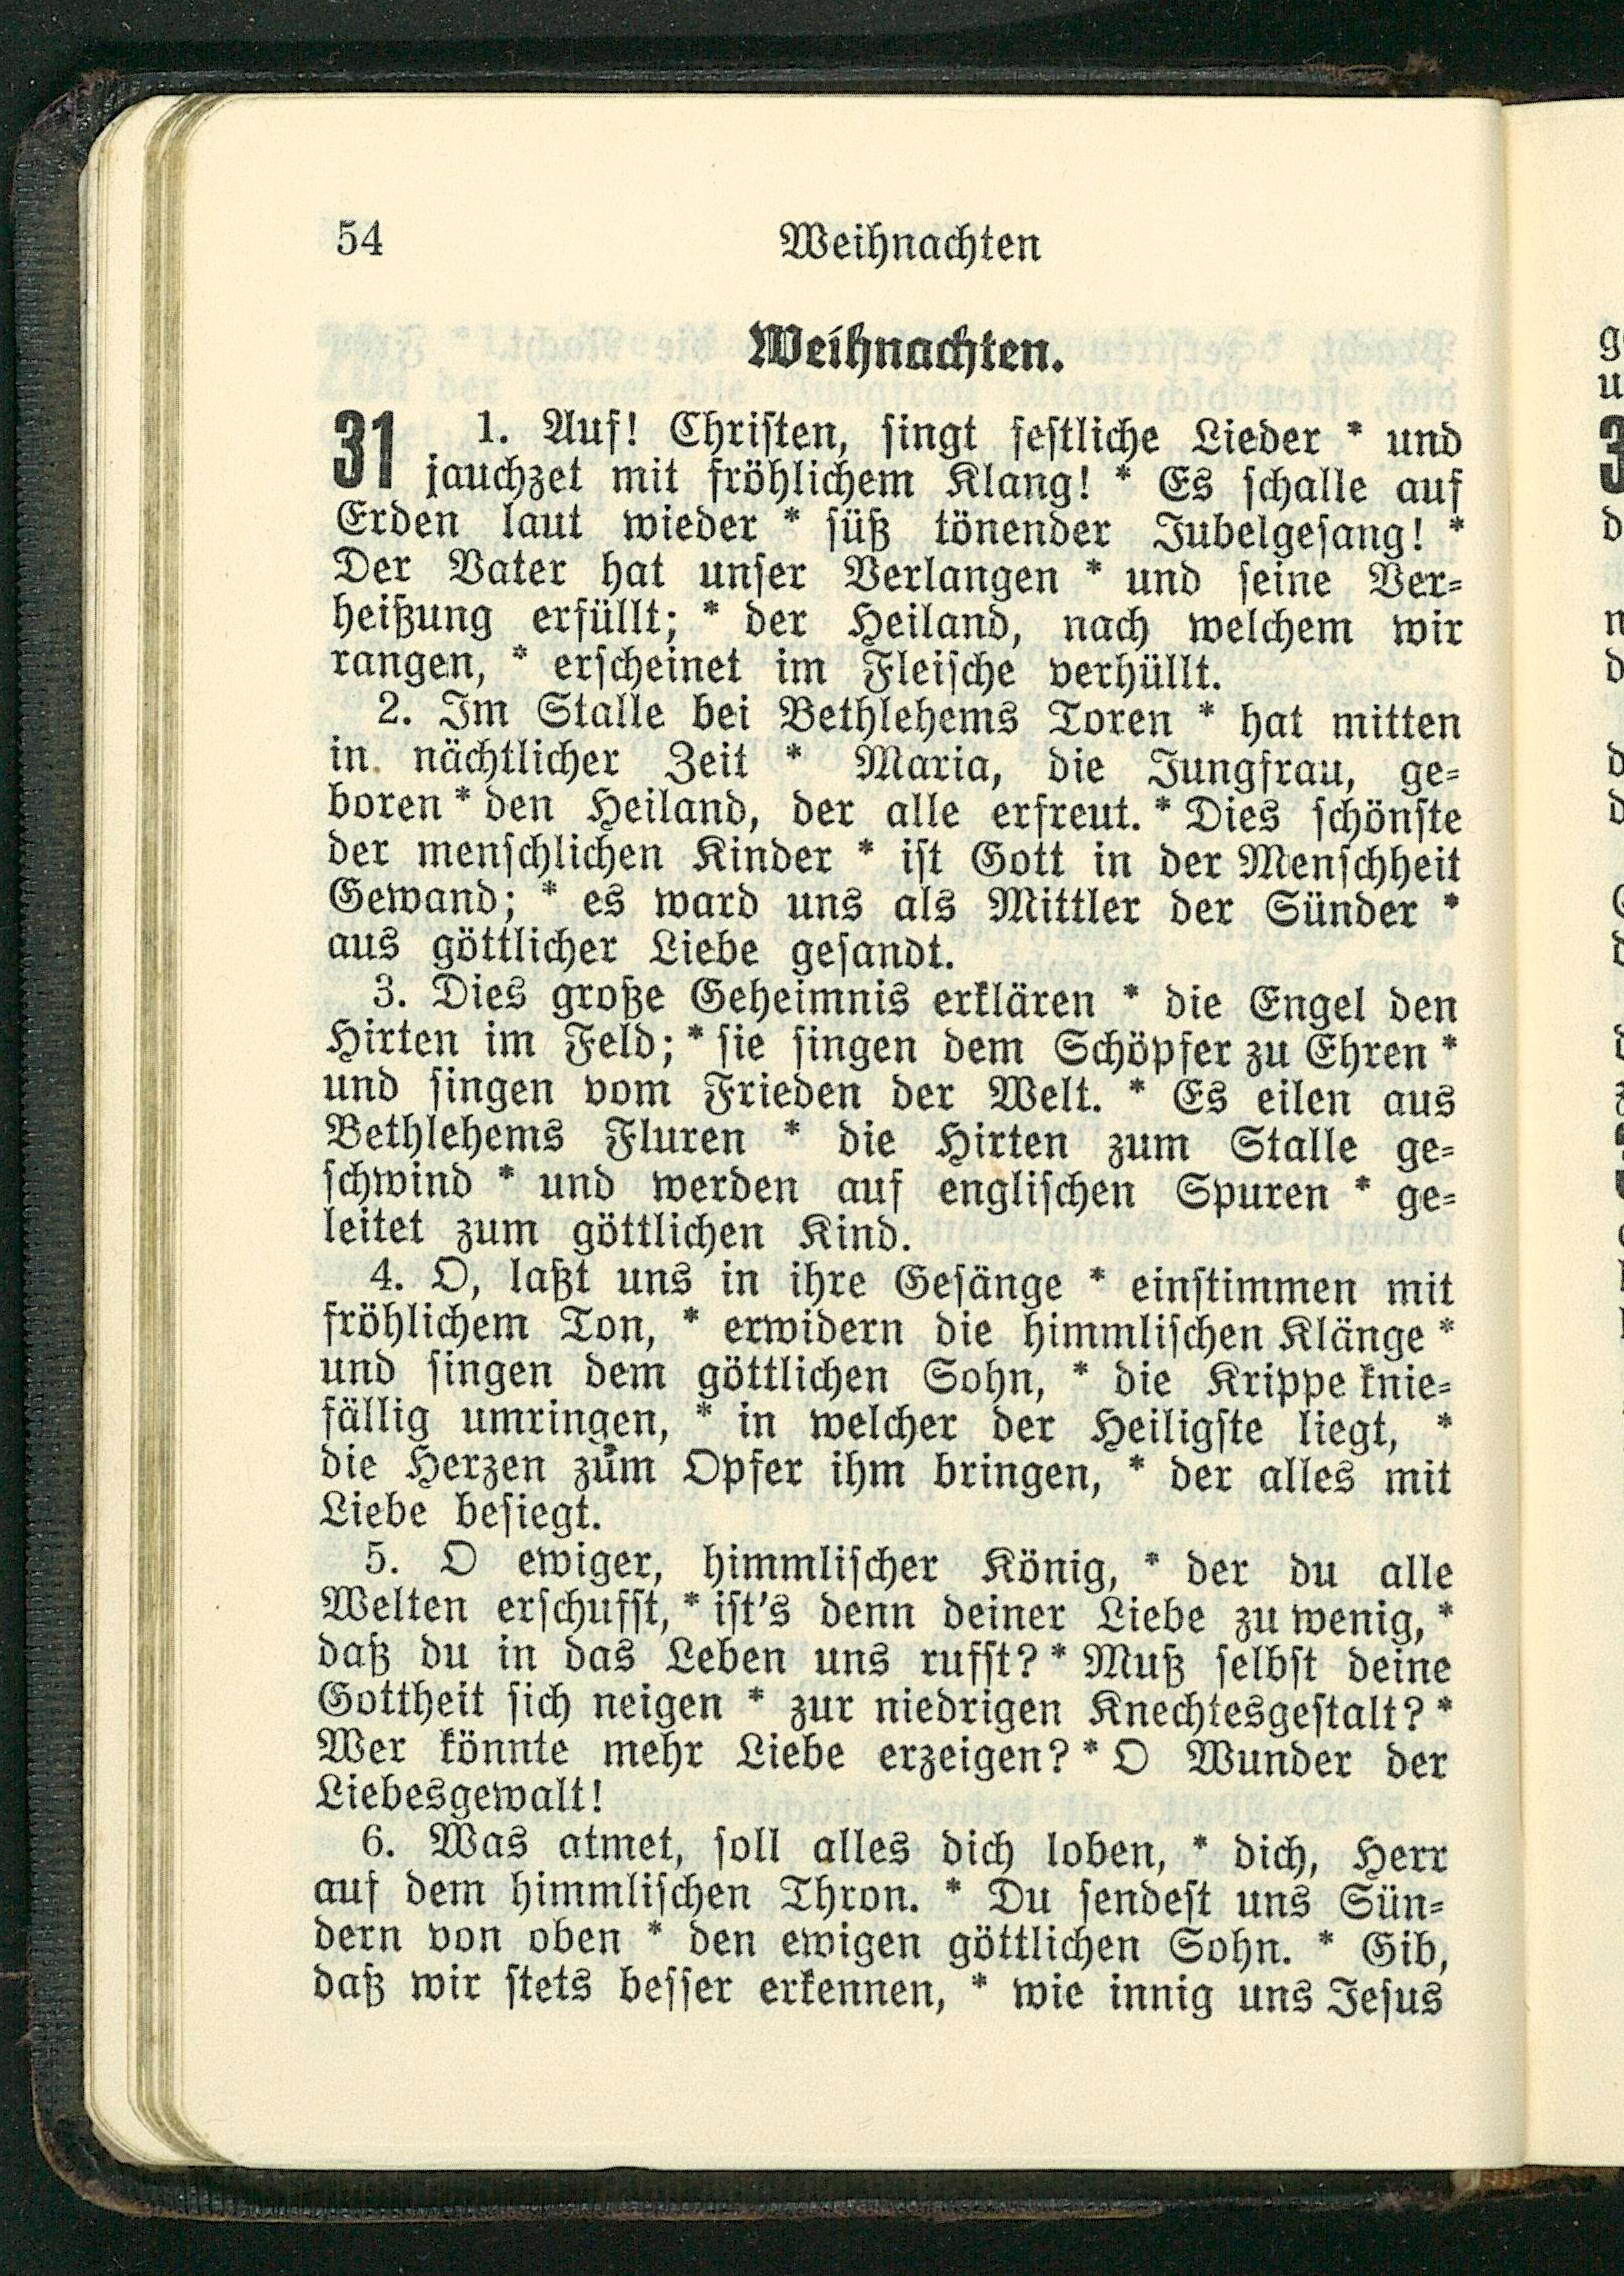 54 Weihnachten
Weihnachten.
31 1. Auf! Christen, singt festliche Lieder * und
jauchzet mit fröhlichem Klang! * Es schalle auf
Erden laut wieder * süß tönender Jubelgesang! *
Der Vater hat unser Verlangen * und seine Ver-
heißung erfüllt; * der Heiland, nach welchem wir
rangen, * erscheinet im Fleische verhüllt.
2. Im Stalle bei Bethlehems Toren * hat mitten
in nächtlicher Zeit * Maria, die Jungfrau, ge-
boren * den Heiland, der alle erfreut. * Dies schönste
der menschlichen Kinder * ist Gott in der Menschheit
Gewand; * es ward uns als Mittler der Sünder *
aus göttlicher Liebe gesandt.
3. Dies große Geheimnis erklären * die Engel den
Hirten im Feld; * sie singen dem Schöpfer zu Ehren *
und singen vom Frieden der Welt. * Es eilen aus
Bethlehems Fluren * die Hirten zum Stalle ge-
schwind * und werden auf englischen Spuren * ge-
leitet zum göttlichen Kind.
4. O, laßt uns in ihre Gesänge * einstimmen mit
fröhlichem Ton, * erwidern die himmlischen Klänge *
und singen dem göttlichen Sohn, * die Krippe knie-
fällig umringen, * in welcher der Heiligste liegt, *
die Herzen zum Opfer ihm bringen, * der alles mit
Liebe besiegt.
5. O ewiger, himmlischer König, * der du alle
Welten erschufst, * ist's denn deiner Liebe zu wenig, *
daß du in das Leben uns rufst? * Muß selbst deine
Gottheit sich neigen * zur niedrigen Knechtesgestalt? *
Wer könnte mehr Liebe erzeigen? * O Wunder der
Liebesgewalt!
6. Was atmet, soll alles dich loben, * dich, Herr
auf dem himmlischen Thron. * Du sendest uns Sün-
dern von oben * den ewigen göttlichen Sohn. * Gib,
daß wir stets besser erkennen, * wie innig uns Jesus